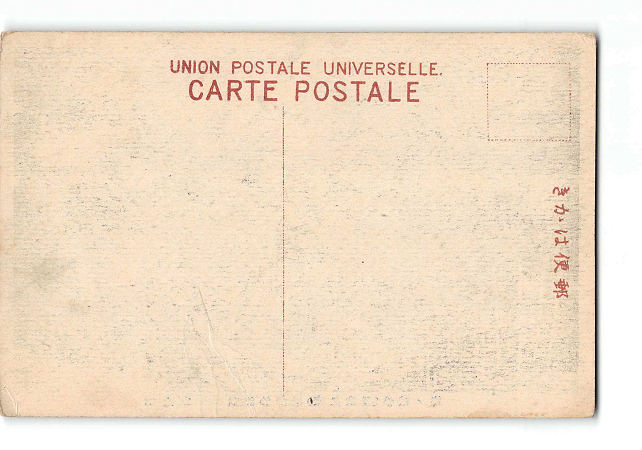 UNION POSTALE UNIVERSELLE.
CARTE POSTALE
きかは便郵